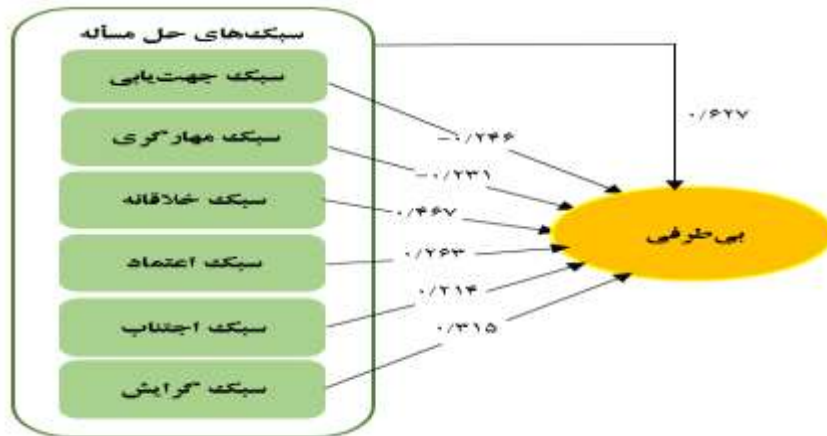 سبک‌های حل مسأله
سبک جهت‌یابی
سبک مهارگری
سبک خلاقانه
سبک اعتماد
سبک اجتناب
سبک گرایش
۰/۶۲۷
-۰/۲۴۶
-۰/۲۳۱
۰/۴۶۷
۰/۲۶۳
۰/۲۱۴
۰/۳۱۵
بی‌طرفی